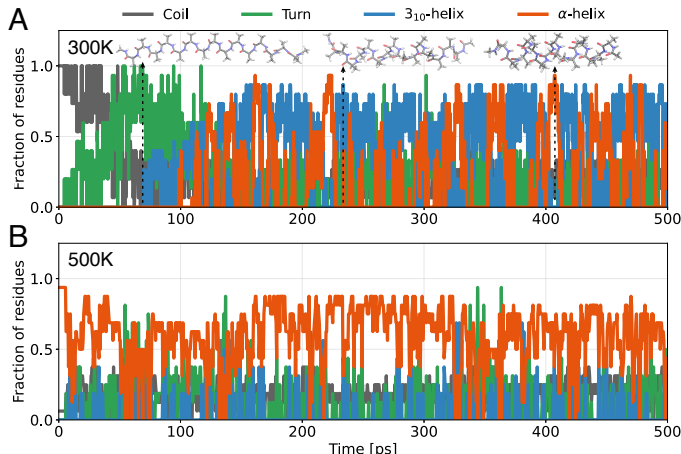 Coil Turn 3₁₀-helix α-helix
A
300K
Fraction of residues
1.0
0.5
0.0
0 100 200 300 400 500
B
500K
Fraction of residues
1.0
0.5
0.0
0 100 200 300 400 500
Time [ps]